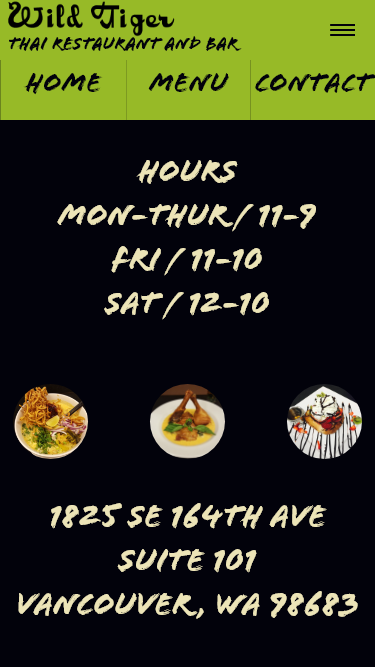 Wild Tiger
THAI RESTAURANT AND BAR
HOME MENU CONTACT
HOURS
MON-THUR/ 11-9
FRI / 11-10
SAT / 12-10
1825 SE 164TH AVE
SUITE 101
VANCOUVER, WA 98683